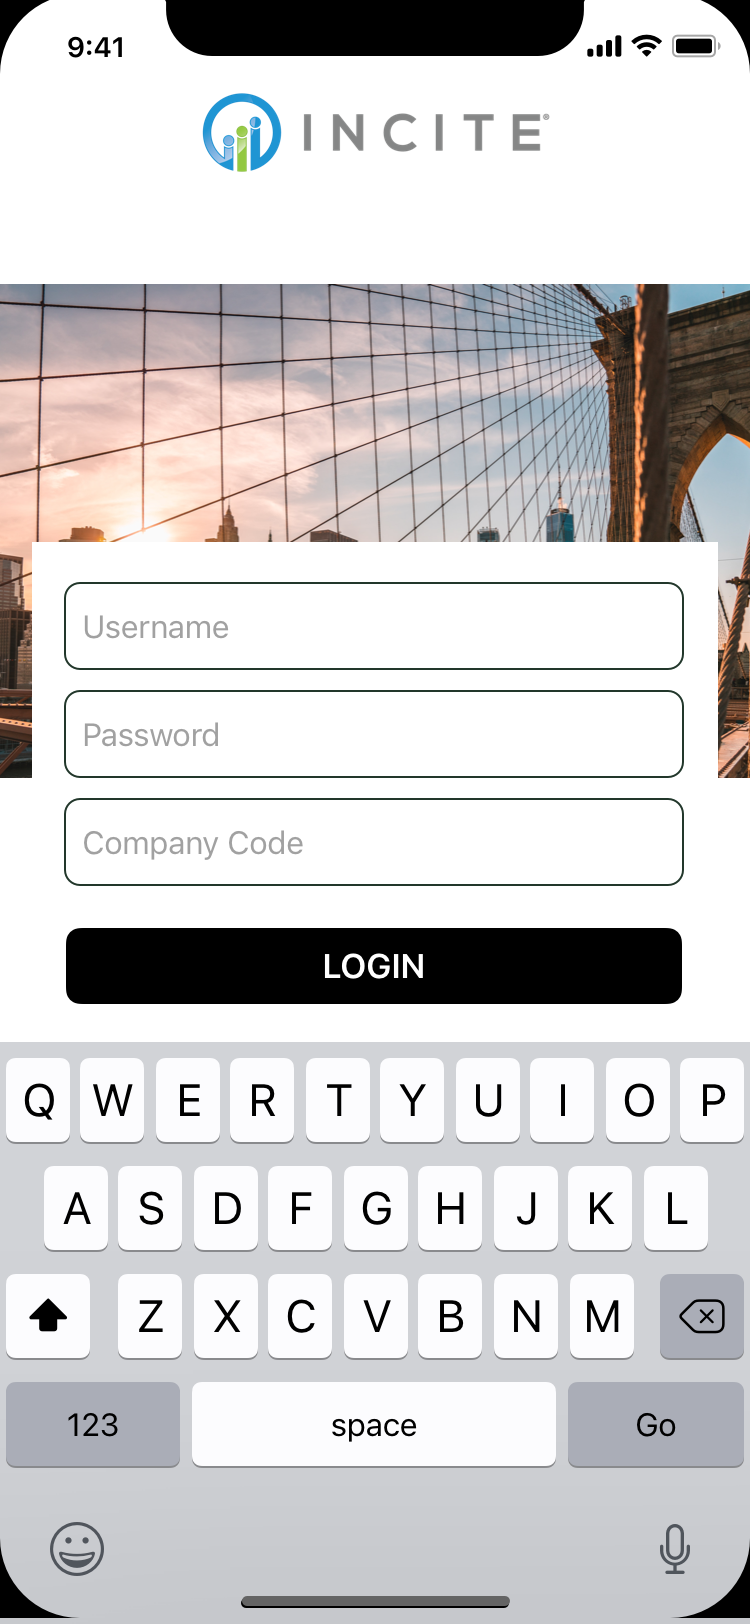 9:41
INCITE®
Username
Password
Company Code
LOGIN
Q W E R T Y U I O P
A S D F G H J K L
Z X C V B N M
123 space Go